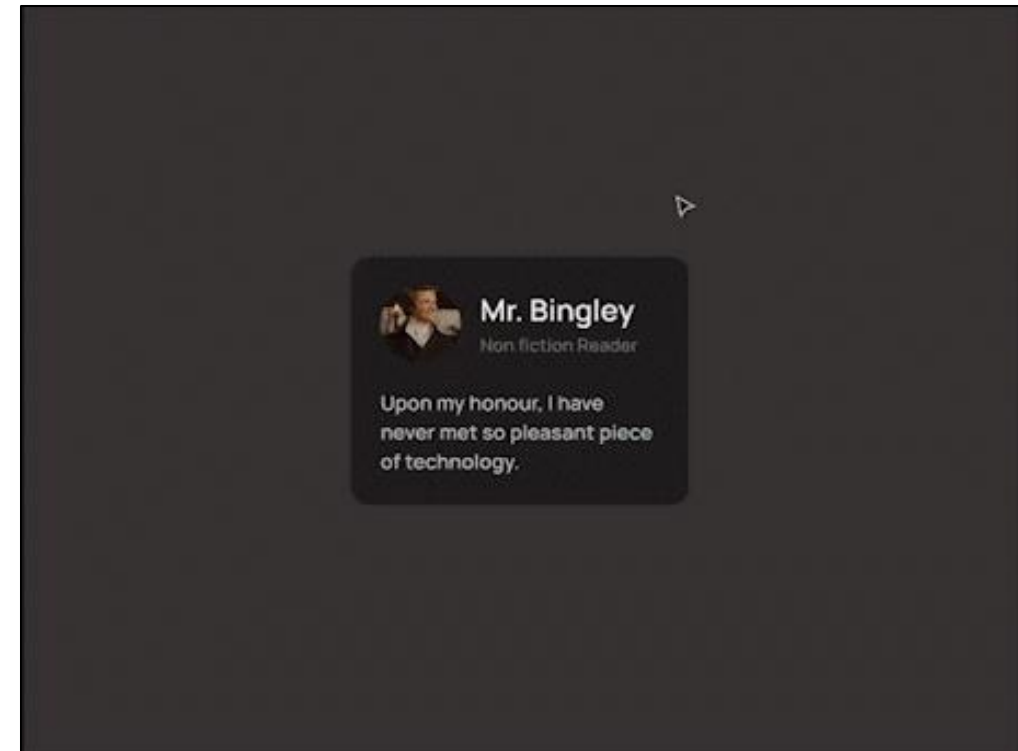 Mr. Bingley
Non fiction Reader
Upon my honour, I have
never met so pleasant piece
of technology.